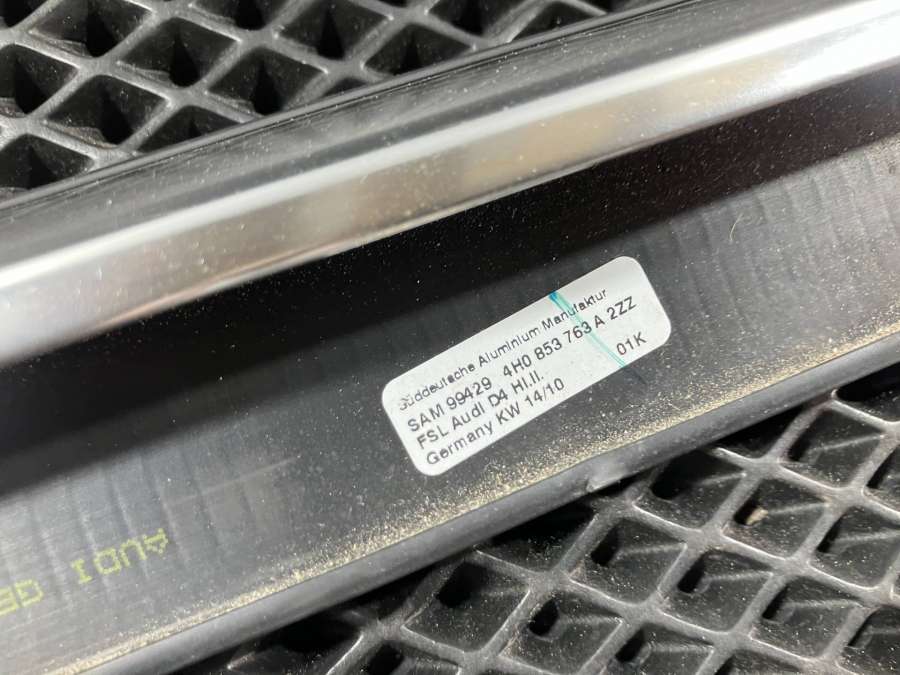 Süddeutsche Aluminium Manufaktur
SAM 99429 4H0 853 763 A 2ZZ
FSL Audi D4 HI.II.
Germany KW 14/10 01K
AUDI